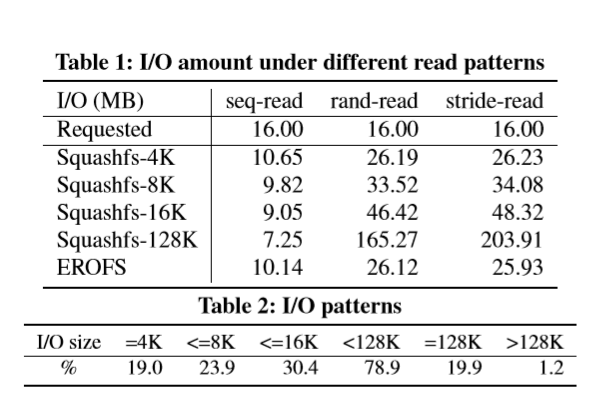 Table 1: I/O amount under different read patterns
I/O (MB) seq-read rand-read stride-read
Requested 16.00 16.00 16.00
Squashfs-4K 10.65 26.19 26.23
Squashfs-8K 9.82 33.52 34.08
Squashfs-16K 9.05 46.42 48.32
Squashfs-128K 7.25 165.27 203.91
EROFS 10.14 26.12 25.93
Table 2: I/O patterns
I/O size =4K <=8K <=16K <128K =128K >128K
% 19.0 23.9 30.4 78.9 19.9 1.2